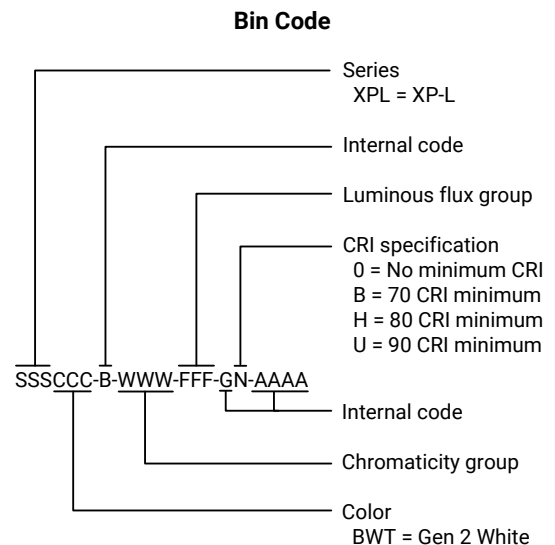 Bin Code
Series
XPL = XP-L
Internal code
Luminous flux group
CRI specification
0 = No minimum CRI
B = 70 CRI minimum
H = 80 CRI minimum
U = 90 CRI minimum
SSSCCC-B-WWW-FFF-GN-AAAA
Internal code
Chromaticity group
Color
BWT = Gen 2 White